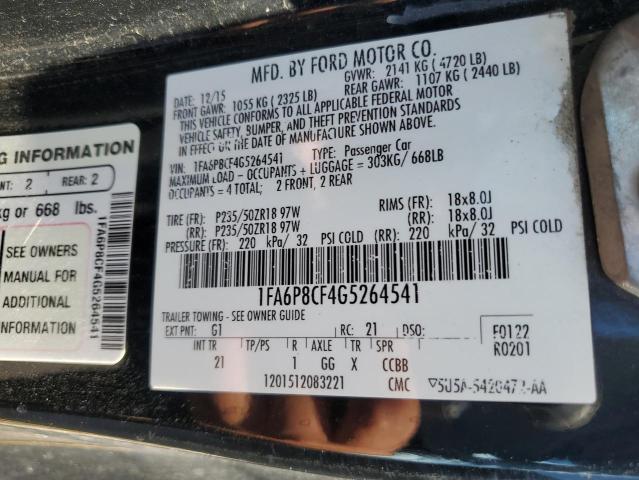 G INFORMATION
NT: 2 REAR: 2
kg or 668 lbs.
SEE OWNERS
MANUAL FOR
ADDITIONAL
INFORMATION
1FA6P8CF4G5264541
MFD. BY FORD MOTOR CO.
DATE: 12/15 GVWR: 2141 KG ( 4720 LB)
FRONT GAWR: 1055 KG ( 2325 LB) REAR GAWR: 1107 KG ( 2440 LB)
THIS VEHICLE CONFORMS TO ALL APPLICABLE FEDERAL MOTOR
VEHICLE SAFETY, BUMPER, AND THEFT PREVENTION STANDARDS
IN EFFECT ON THE DATE OF MANUFACTURE SHOWN ABOVE.
VIN: 1FA6P8CF4G5264541 TYPE: Passenger Car
MAXIMUM LOAD - OCCUPANTS + LUGGAGE = 303KG/ 668LB
OCCUPANTS = 4 TOTAL; 2 FRONT, 2 REAR
TIRE (FR): P235/50ZR18 97W RIMS (FR): 18x8.0J
(RR): P235/50ZR18 97W (RR): 18x8.0J
PRESSURE (FR): 220 kPa/ 32 PSI COLD (RR): 220 kPa/ 32 PSI COLD
1FA6P8CF4G5264541
TRAILER TOWING - SEE OWNER GUIDE
EXT PNT: G1 RC: 21 DSO: F0122
R0201
INT TR TP/PS R AXLE TR SPR
21 1 GG X CCBB
1201512083221 CMC